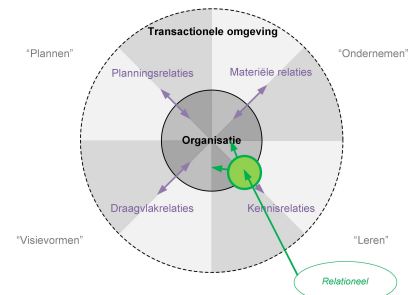 Transactionele omgeving
“Plannen”
“Ondernemen”
Planningsrelaties
Materiële relaties
Organisatie
Draagvlakrelaties
Kennisrelaties
“Visievormen”
“Leren”
Relationeel